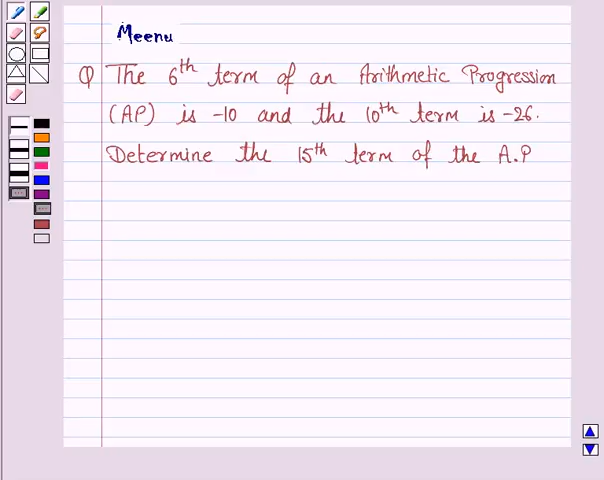 Meenu
Q The 6th term of an Arithmetic Progression
(AP) is -10 and the 10th term is -26.
Determine the 15th term of the A.P